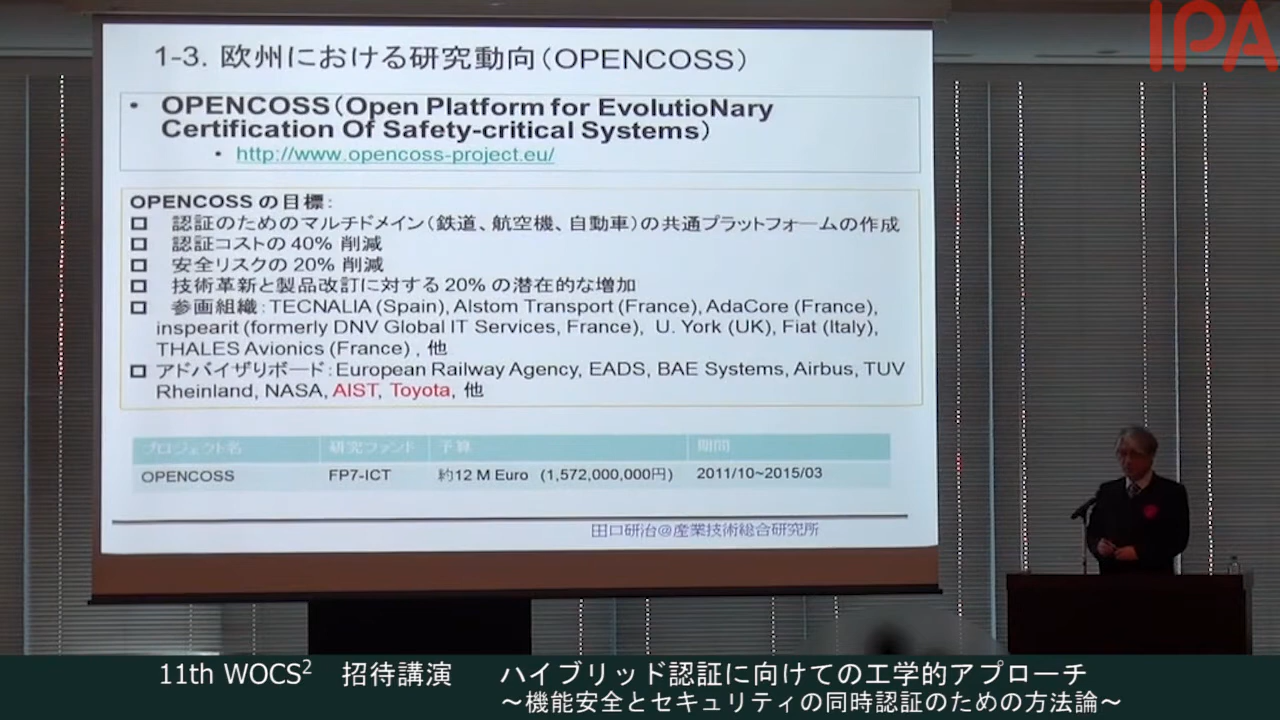 IPA
1-3. 欧州における研究動向（OPENCOSS）
• OPENCOSS（Open Platform for EvolutioNary
Certification Of Safety-critical Systems）
• http://www.opencoss-project.eu/
OPENCOSS の目標：
□ 認証のためのマルチドメイン（鉄道、航空機、自動車）の共通プラットフォームの作成
□ 認証コストの 40% 削減
□ 安全リスクの 20% 削減
□ 技術革新と製品改訂に対する 20% の潜在的な増加
□ 参画組織：TECNALIA (Spain), Alstom Transport (France), AdaCore (France),
inspearit (formerly DNV Global IT Services, France), U. York (UK), Fiat (Italy),
THALES Avionics (France) , 他
□ アドバイザリボード：European Railway Agency, EADS, BAE Systems, Airbus, TUV
Rheinland, NASA, AIST, Toyota, 他
プロジェクト名 研究ファンド 予算 期間
OPENCOSS FP7-ICT 約12 M Euro (1,572,000,000円) 2011/10~2015/03
田口研治@産業技術総合研究所
11th WOCS² 招待講演 ハイブリッド認証に向けての工学的アプローチ
～機能安全とセキュリティの同時認証のための方法論～